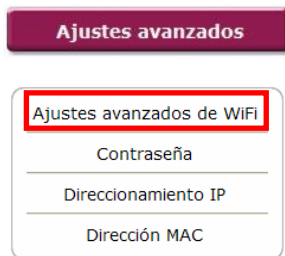 Ajustes avanzados
Ajustes avanzados de WiFi
Contraseña
Direccionamiento IP
Dirección MAC